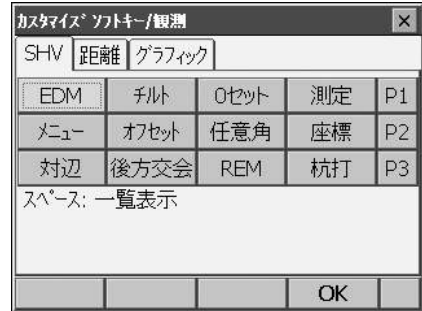 ｶｽﾀﾏｲｽﾞ ｿﾌﾄｷｰ/観測 ×
SHV 距離 ｸﾞﾗﾌｨｯｸ
EDM ﾁﾙﾄ 0ｾｯﾄ 測定 P1
ﾒﾆｭｰ ｵﾌｾｯﾄ 任意角 座標 P2
対辺 後方交会 REM 杭打 P3
ｽﾍﾟｰｽ: 一覧表示
OK